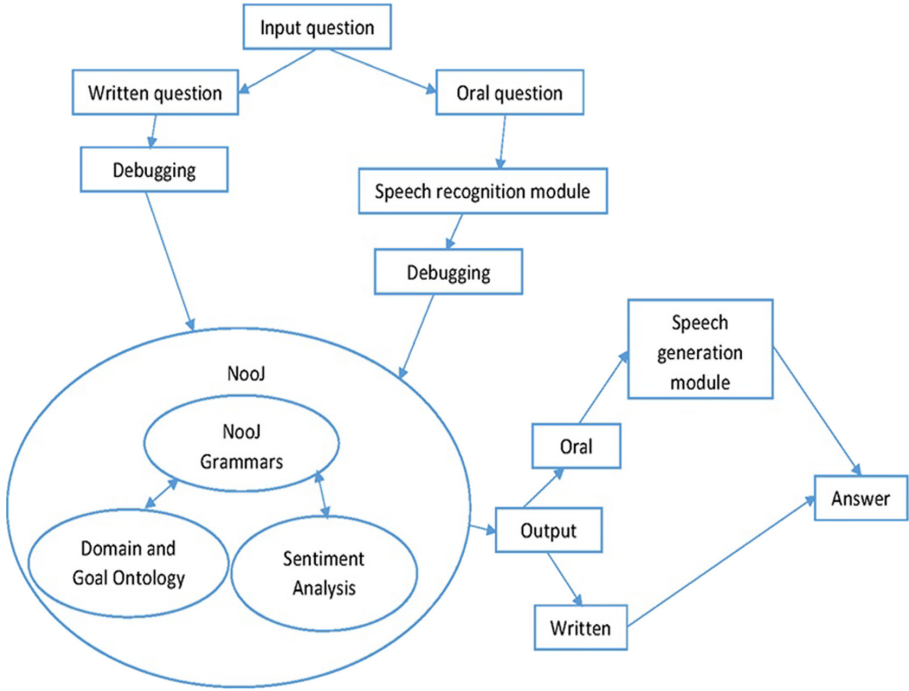 Input question
Written question
Oral question
Debugging
Speech recognition module
Debugging
NooJ
NooJ
Grammars
Domain and
Goal Ontology
Sentiment
Analysis
Speech
generation
module
Oral
Output
Written
Answer